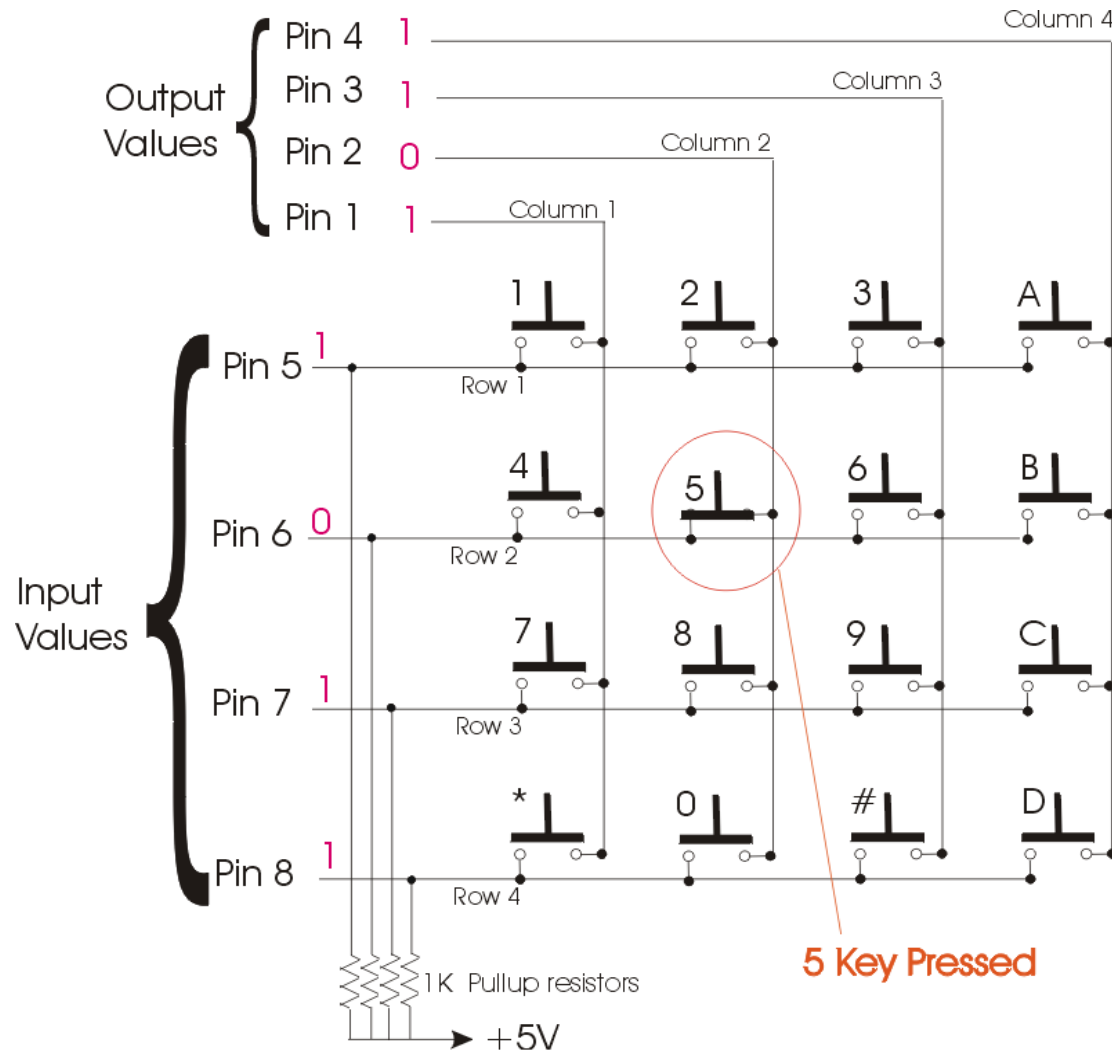 Column 4
Pin 4 1
Column 3
Pin 3 1
Output
Values
Column 2
Pin 2 0
Column 1
Pin 1 1
1 2 3 A
1
Pin 5
Row 1
4 5 6 B
0
Pin 6
Row 2
Input
Values
7 8 9 C
1
Pin 7
Row 3
* 0 # D
1
Pin 8
Row 4
5 Key Pressed
1K Pullup resistors
+5V